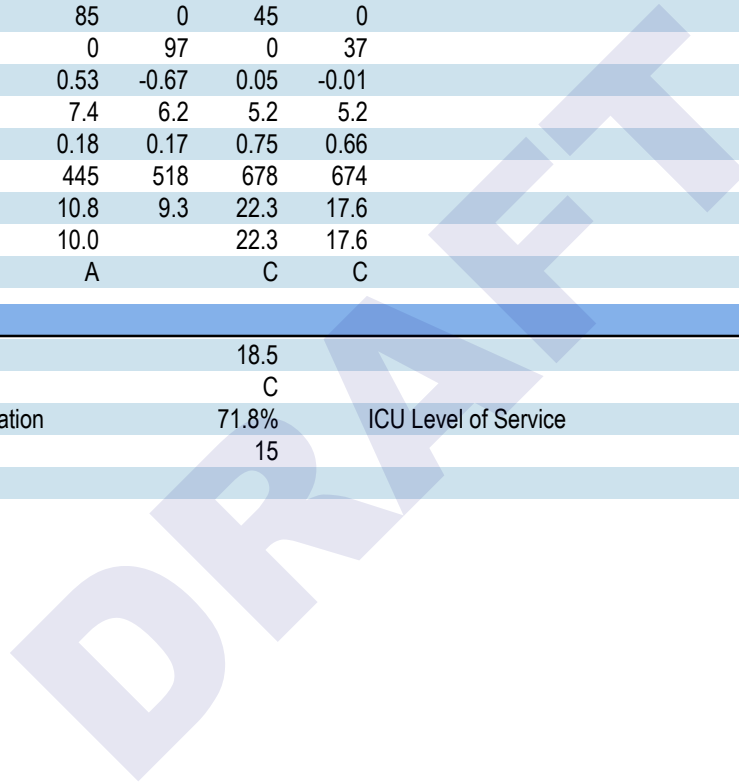 85 0 45 0
0 97 0 37
0.53 -0.67 0.05 -0.01
7.4 6.2 5.2 5.2
0.18 0.17 0.75 0.66
445 518 678 674
10.8 9.3 22.3 17.6
10.0 22.3 17.6
A C C
18.5
C
ation 71.8% ICU Level of Service
15
DRAFT